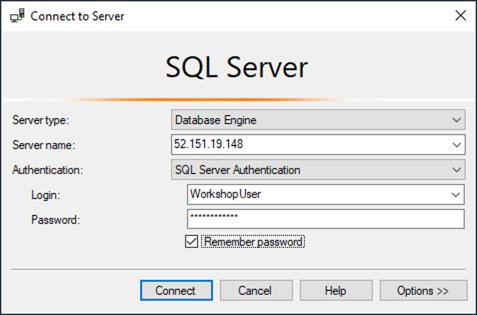 Connect to Server
SQL Server
Server type: Database Engine
Server name: 52.151.19.148
Authentication: SQL Server Authentication
Login: WorkshopUser
Password: ************
Remember password
Connect Cancel Help Options >>